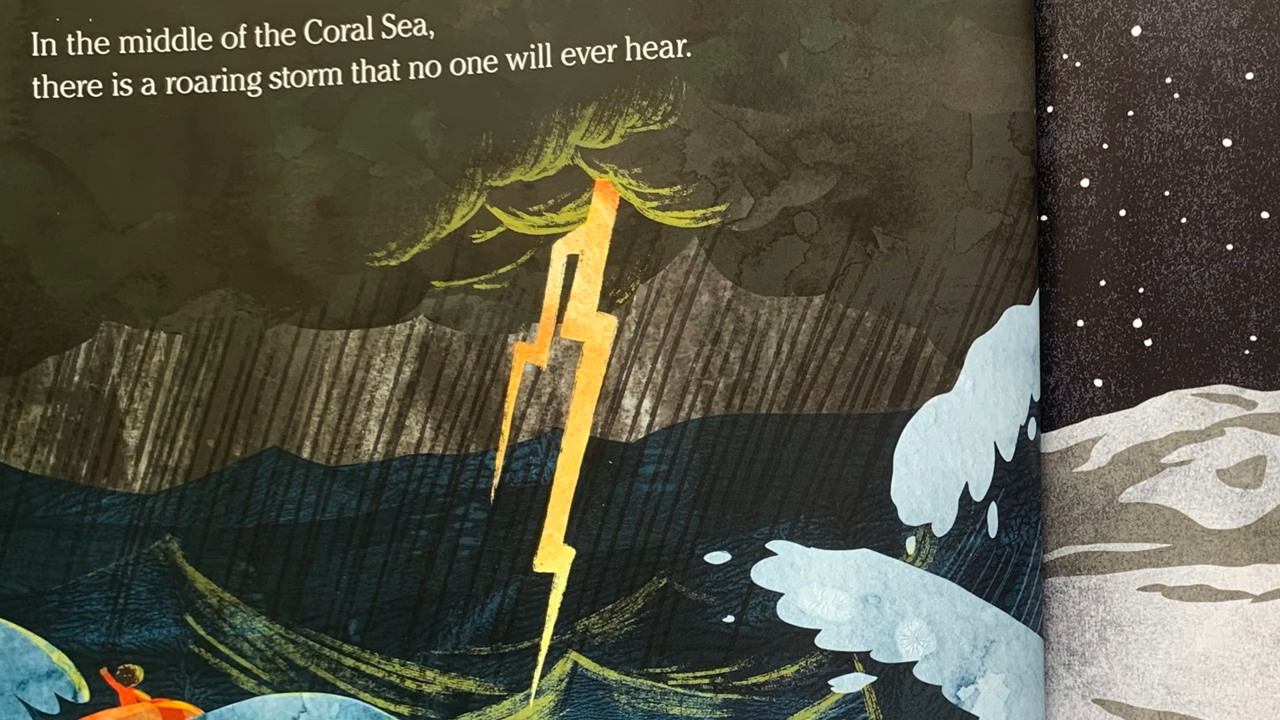 In the middle of the Coral Sea,
there is a roaring storm that no one will ever hear.